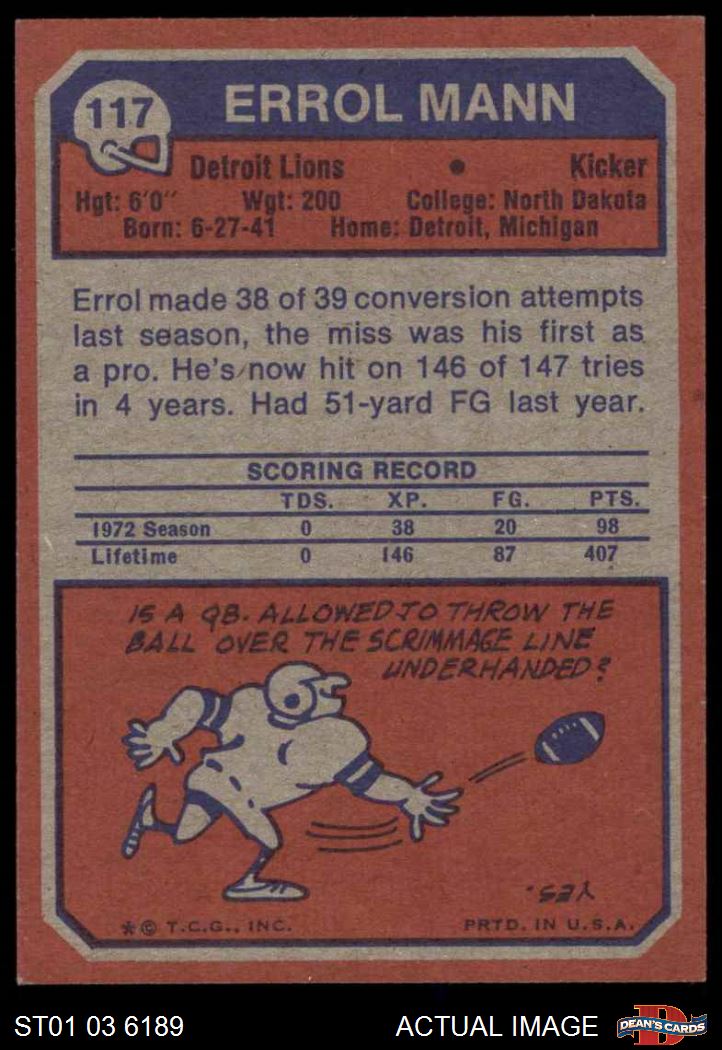 117
ERROL MANN
Detroit Lions • Kicker
Hgt: 6'0" Wgt: 200 College: North Dakota
Born: 6-27-41 Home: Detroit, Michigan
Errol made 38 of 39 conversion attempts
last season, the miss was his first as
a pro. He's now hit on 146 of 147 tries
in 4 years. Had 51-yard FG last year.
SCORING RECORD
TDS. XP. FG. PTS.
1972 Season 0 38 20 98
Lifetime 0 146 87 407
IS A QB. ALLOWED TO THROW THE
BALL OVER THE SCRIMMAGE LINE
UNDERHANDED?
YES.
* © T.C.G., INC. PRTD. IN U.S.A.
ST01 03 6189 ACTUAL IMAGE DEAN'S CARDS